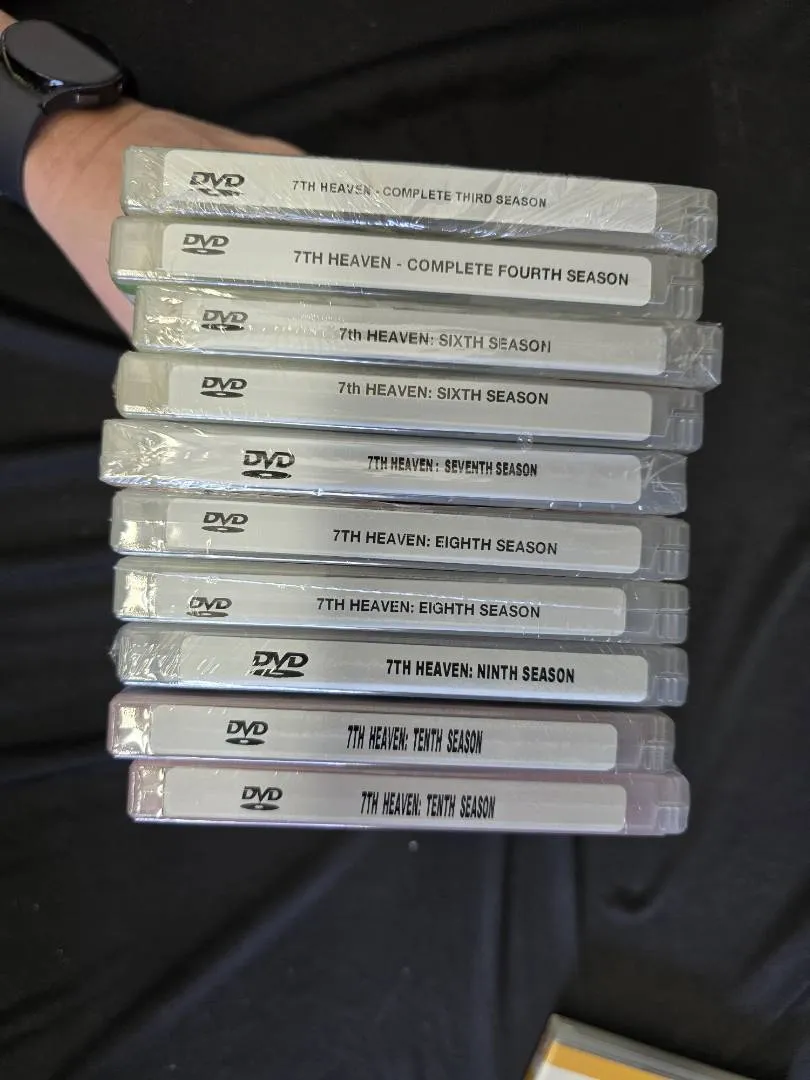 DVD 7TH HEAVEN - COMPLETE THIRD SEASON
DVD 7TH HEAVEN - COMPLETE FOURTH SEASON
DVD 7th HEAVEN: SIXTH SEASON
DVD 7th HEAVEN: SIXTH SEASON
DVD 7TH HEAVEN: SEVENTH SEASON
DVD 7TH HEAVEN: EIGHTH SEASON
DVD 7TH HEAVEN: EIGHTH SEASON
DVD 7TH HEAVEN: NINTH SEASON
DVD 7TH HEAVEN: TENTH SEASON
DVD 7TH HEAVEN: TENTH SEASON